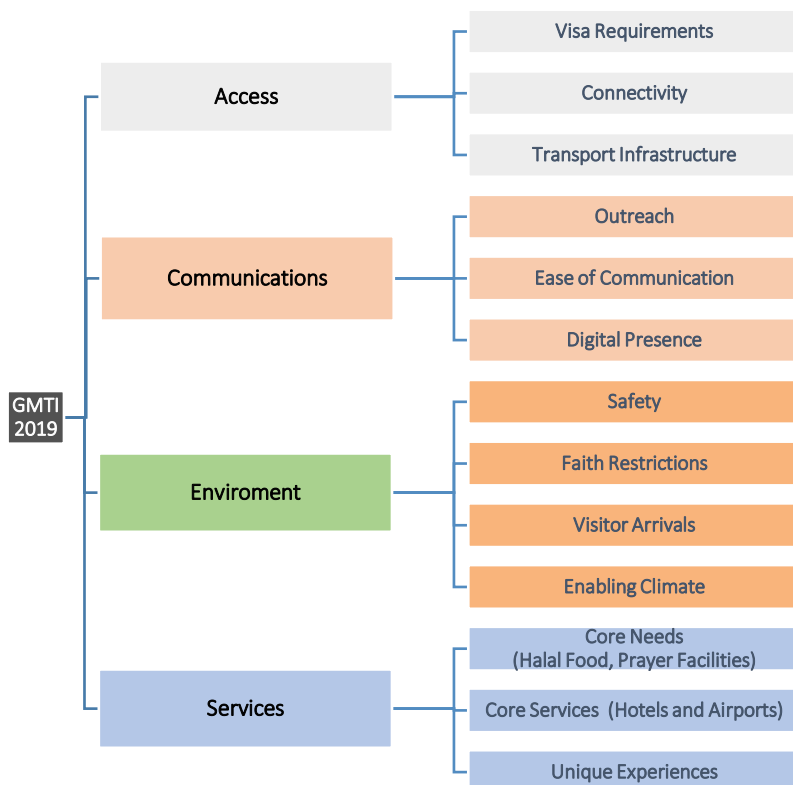 GMTI
2019
Access
Visa Requirements
Connectivity
Transport Infrastructure
Communications
Outreach
Ease of Communication
Digital Presence
Enviroment
Safety
Faith Restrictions
Visitor Arrivals
Enabling Climate
Services
Core Needs
(Halal Food, Prayer Facilities)
Core Services (Hotels and Airports)
Unique Experiences